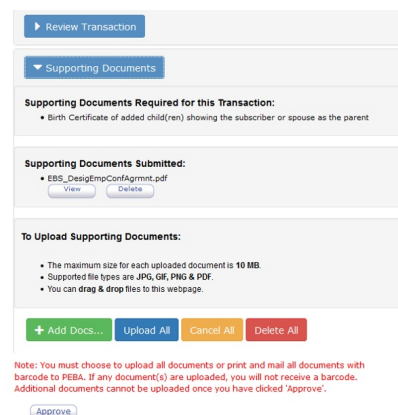 Review Transaction
Supporting Documents
Supporting Documents Required for this Transaction:
• Birth Certificate of added child(ren) showing the subscriber or spouse as the parent
Supporting Documents Submitted:
• EBS_DesigEmpConfAgrmnt.pdf
View Delete
To Upload Supporting Documents:
• The maximum size for each uploaded document is 10 MB.
• Supported file types are JPG, GIF, PNG & PDF.
• You can drag & drop files to this webpage.
+ Add Docs... Upload All Cancel All Delete All
Note: You must choose to upload all documents or print and mail all documents with
barcode to PEBA. If any document(s) are uploaded, you will not receive a barcode.
Additional documents cannot be uploaded once you have clicked 'Approve'.
Approve